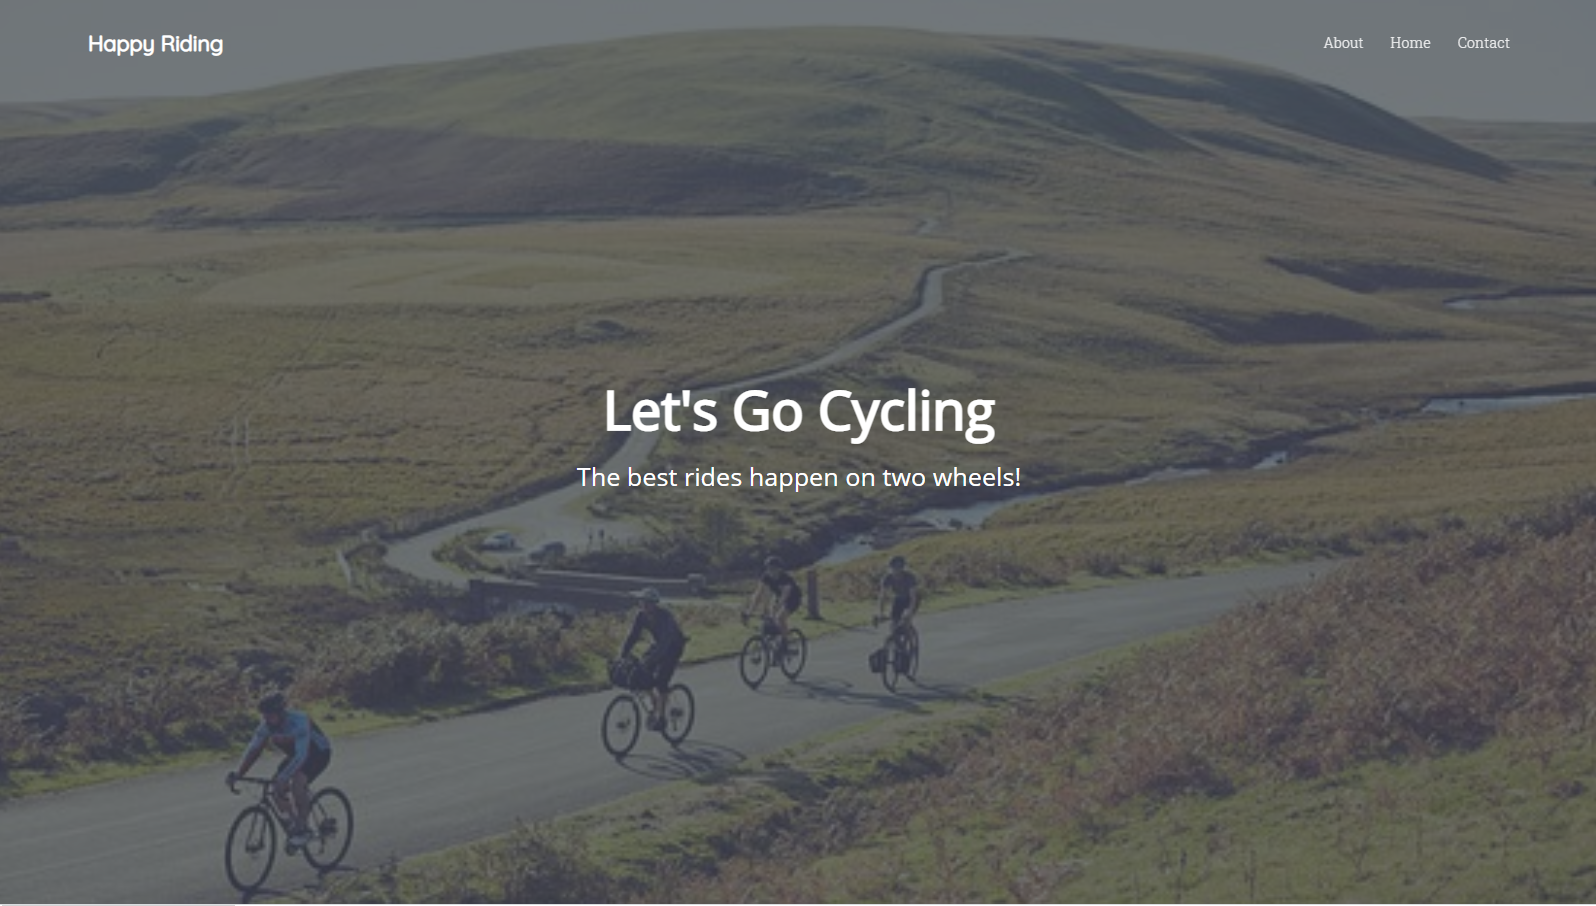 Happy Riding
About Home Contact
Let's Go Cycling
The best rides happen on two wheels!